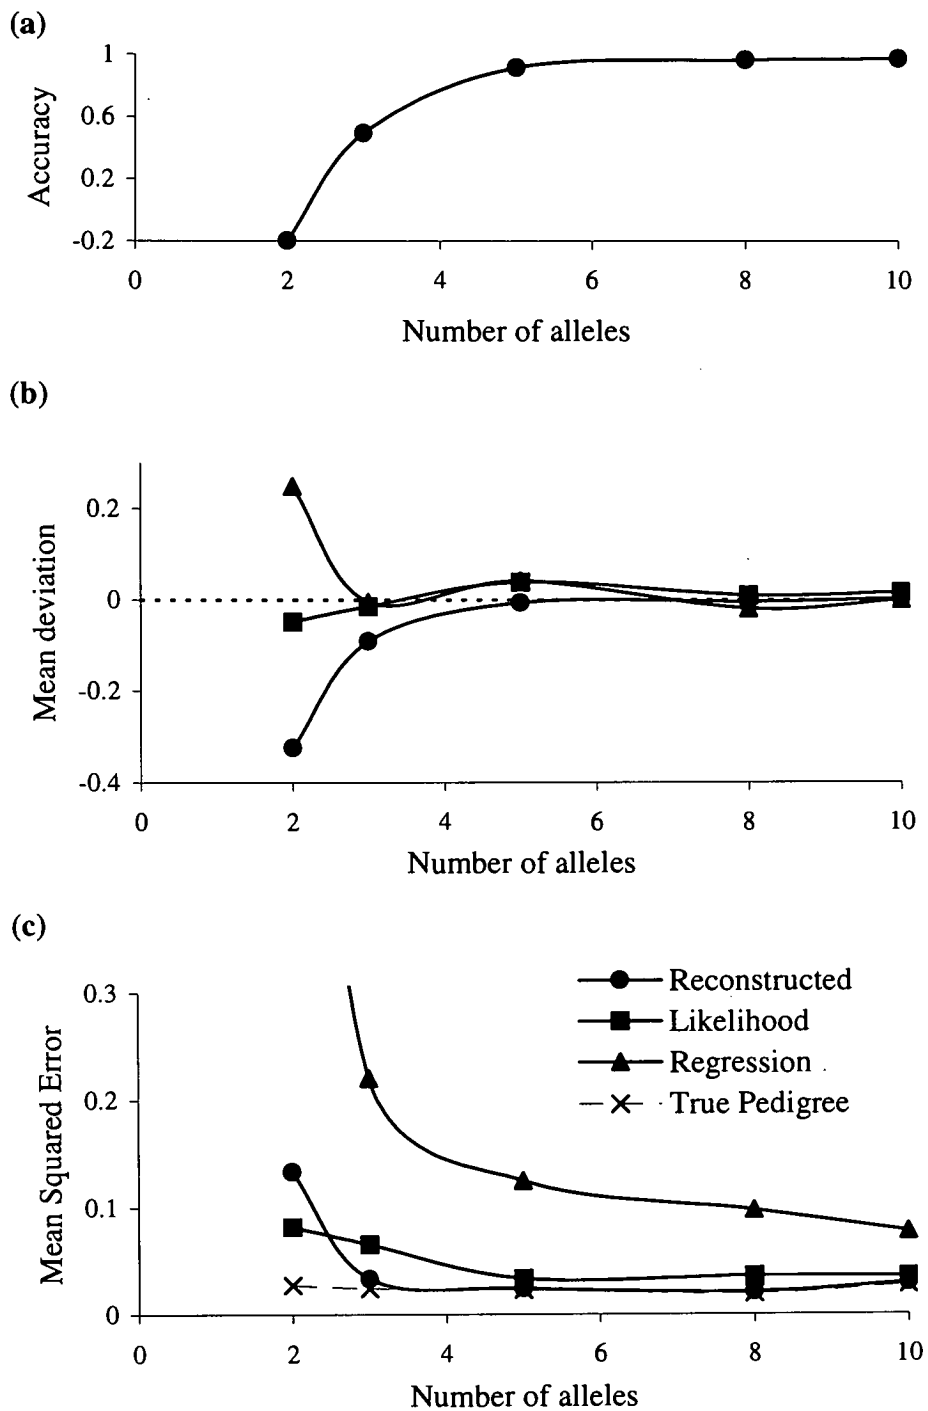 (a)
1
0.6
0.2
-0.2
Accuracy
0 2 4 6 8 10
Number of alleles
(b)
0.2
0
-0.2
-0.4
Mean deviation
0 2 4 6 8 10
Number of alleles
(c)
0.3
0.2
0.1
0
Mean Squared Error
Reconstructed
Likelihood
Regression
True Pedigree
0 2 4 6 8 10
Number of alleles